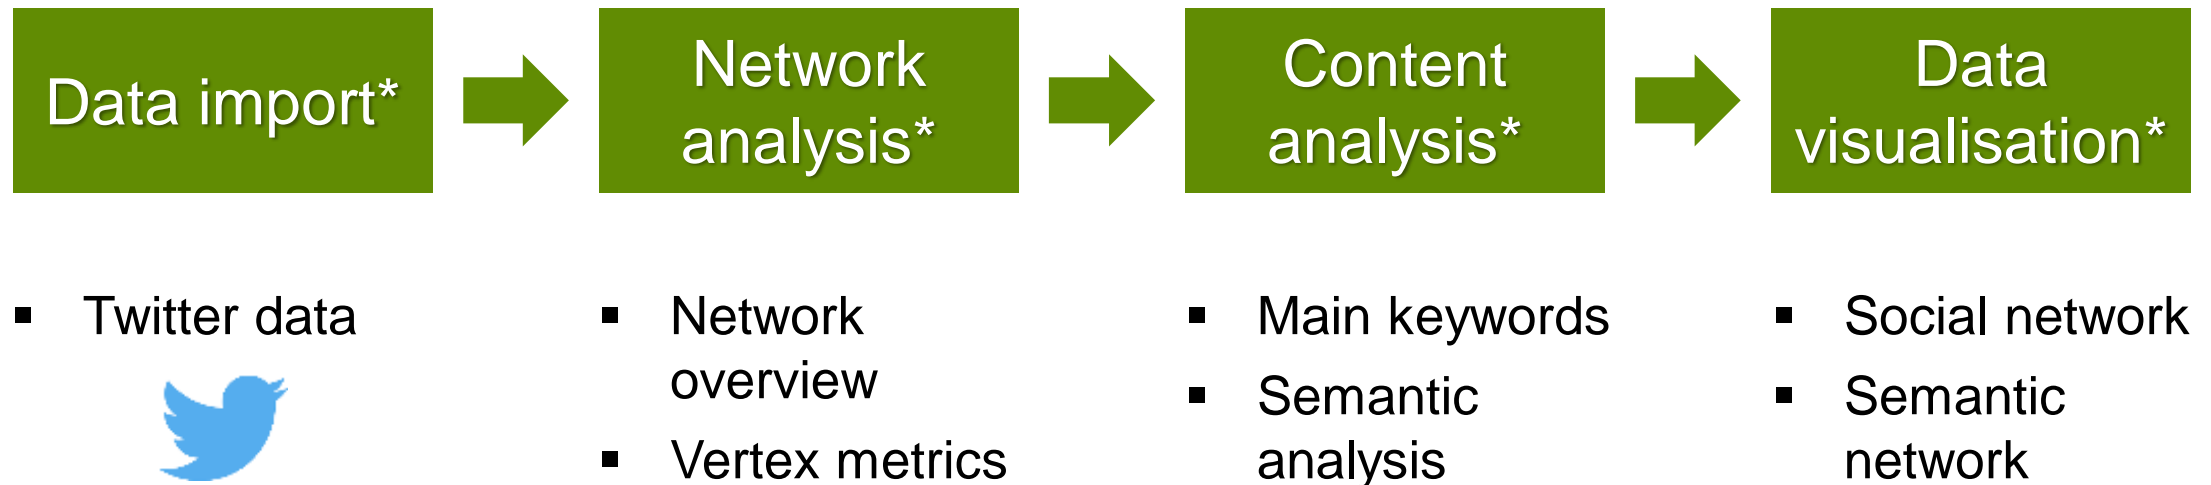 Data import*
Network
analysis*
Content
analysis*
Data
visualisation*
▪ Twitter data
▪ Network
overview
▪ Vertex metrics
▪ Main keywords
▪ Semantic
analysis
▪ Social network
▪ Semantic
network